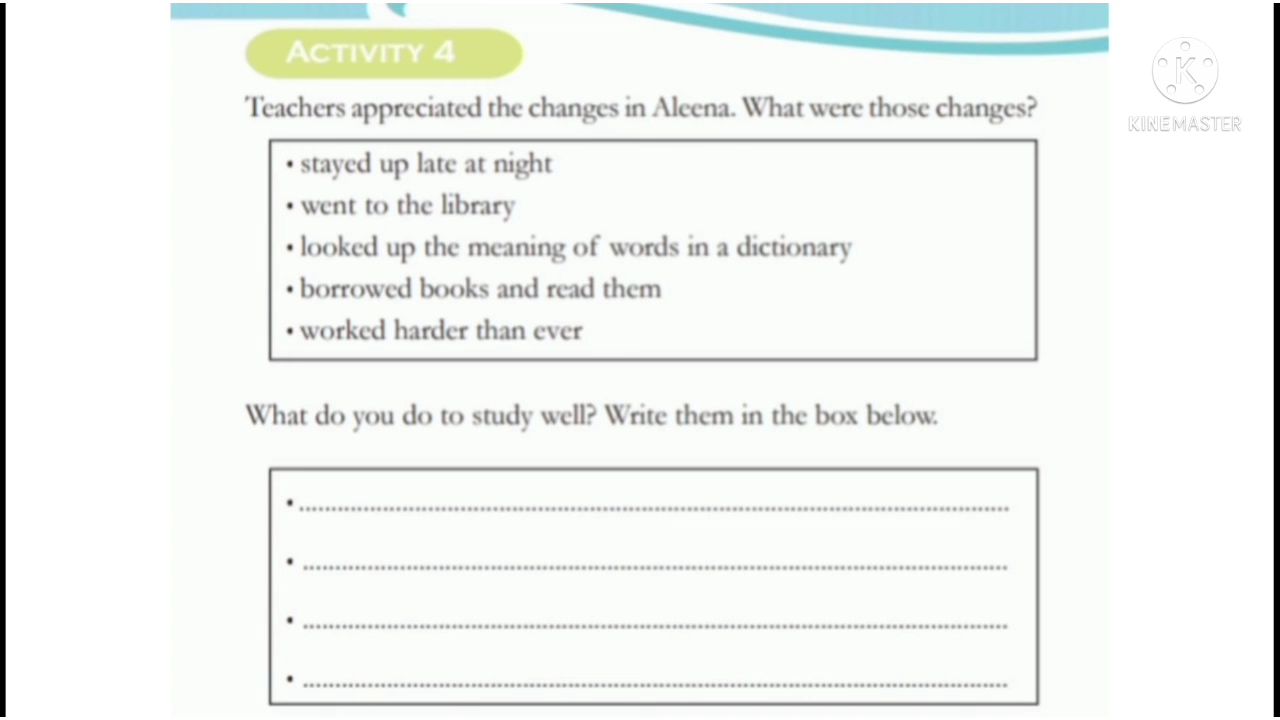 ACTIVITY 4
Teachers appreciated the changes in Aleena. What were those changes?
• stayed up late at night
• went to the library
• looked up the meaning of words in a dictionary
• borrowed books and read them
• worked harder than ever
What do you do to study well? Write them in the box below.
• ................................................................
• ................................................................
• ................................................................
• ................................................................
K
KINEMASTER